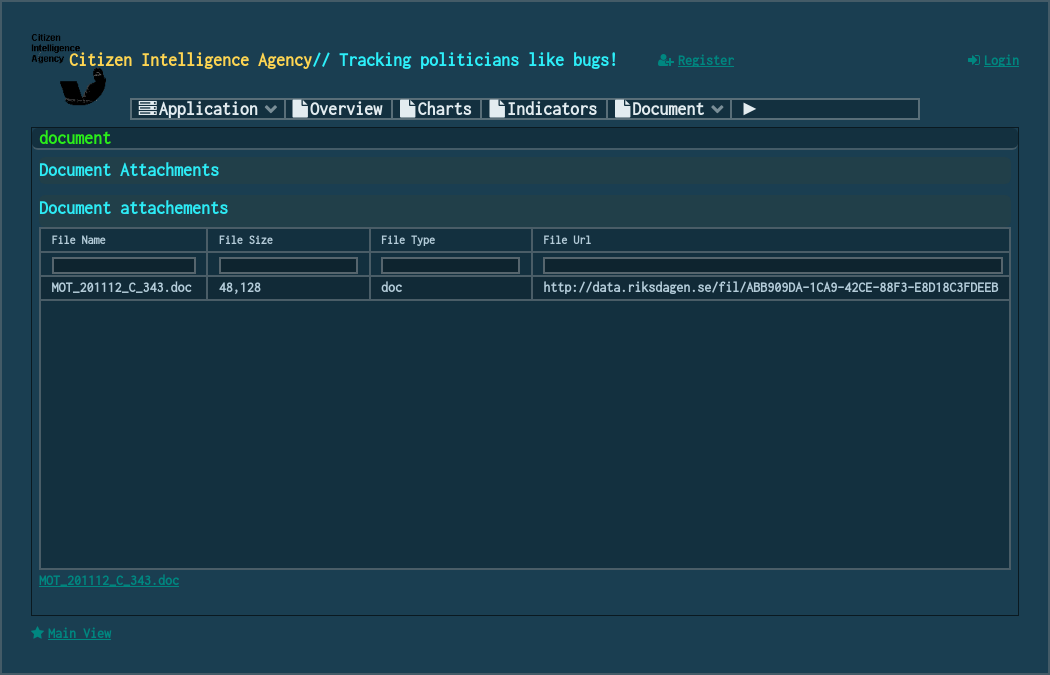 Citizen
Intelligence
Agency
Citizen Intelligence Agency// Tracking politicians like bugs!
Register
Login
Application
Overview
Charts
Indicators
Document
document
Document Attachments
Document attachements
File Name File Size File Type File Url
MOT_201112_C_343.doc 48,128 doc http://data.riksdagen.se/fil/ABB909DA-1CA9-42CE-88F3-E8D18C3FDEEB
MOT_201112_C_343.doc
Main View